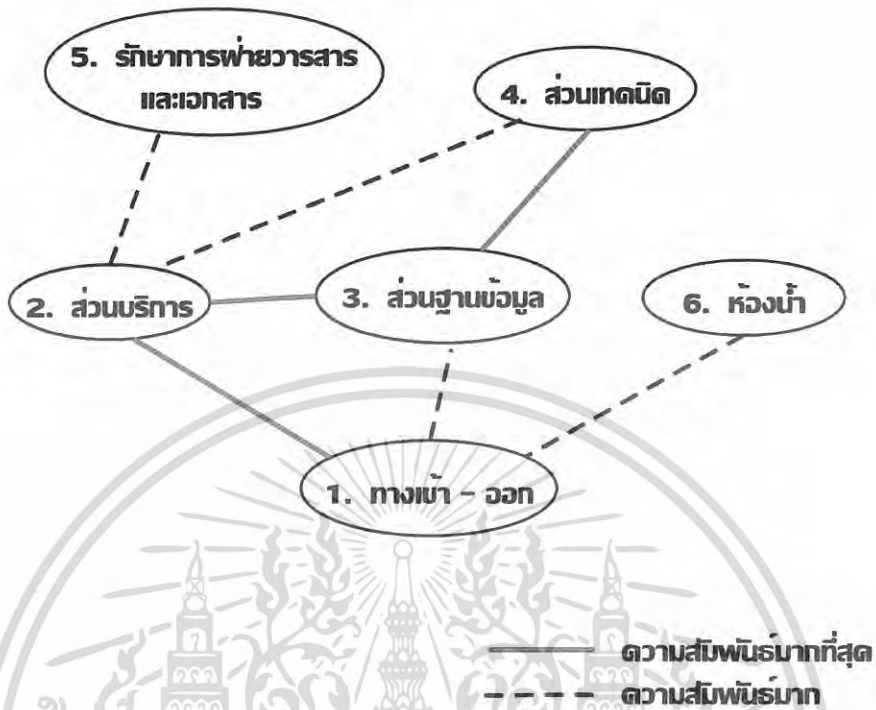 5. รักษาการฝ่ายวารสาร
และเอกสาร
4. ส่วนเทคนิค
2. ส่วนบริการ
3. ส่วนฐานข้อมูล
6. ห้องน้ำ
1. ทางเข้า - ออก
ความสัมพันธ์มากที่สุด
ความสัมพันธ์มาก